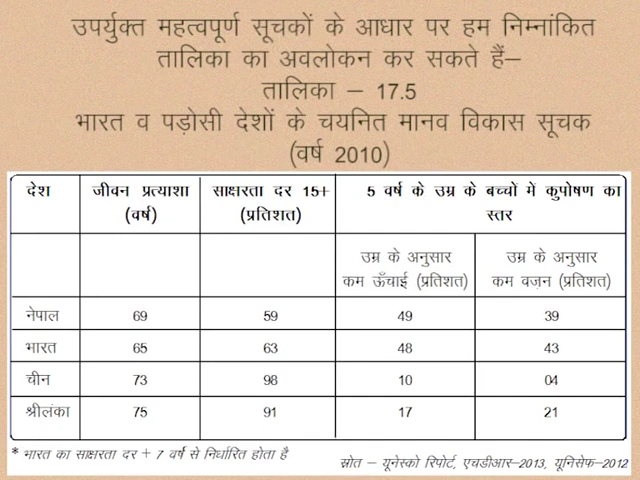 उपर्युक्त महत्वपूर्ण सूचकों के आधार पर हम निम्नांकित
तालिका का अवलोकन कर सकते हैं–
तालिका – 17.5
भारत व पड़ोसी देशों के चयनित मानव विकास सूचक
(वर्ष 2010)
देश जीवन प्रत्याशा साक्षरता दर 15+ 5 वर्ष के उम्र के बच्चों में कुपोषण का
(वर्ष) (प्रतिशत) स्तर
उम्र के अनुसार उम्र के अनुसार
कम ऊँचाई (प्रतिशत) कम वज़न (प्रतिशत)
नेपाल 69 59 49 39
भारत 65 63 48 43
चीन 73 98 10 04
श्रीलंका 75 91 17 21
* भारत का साक्षरता दर + 7 वर्ष से निर्धारित होता है
स्रोत – यूनेस्को रिपोर्ट, एचडीआर–2013, यूनिसेफ–2012